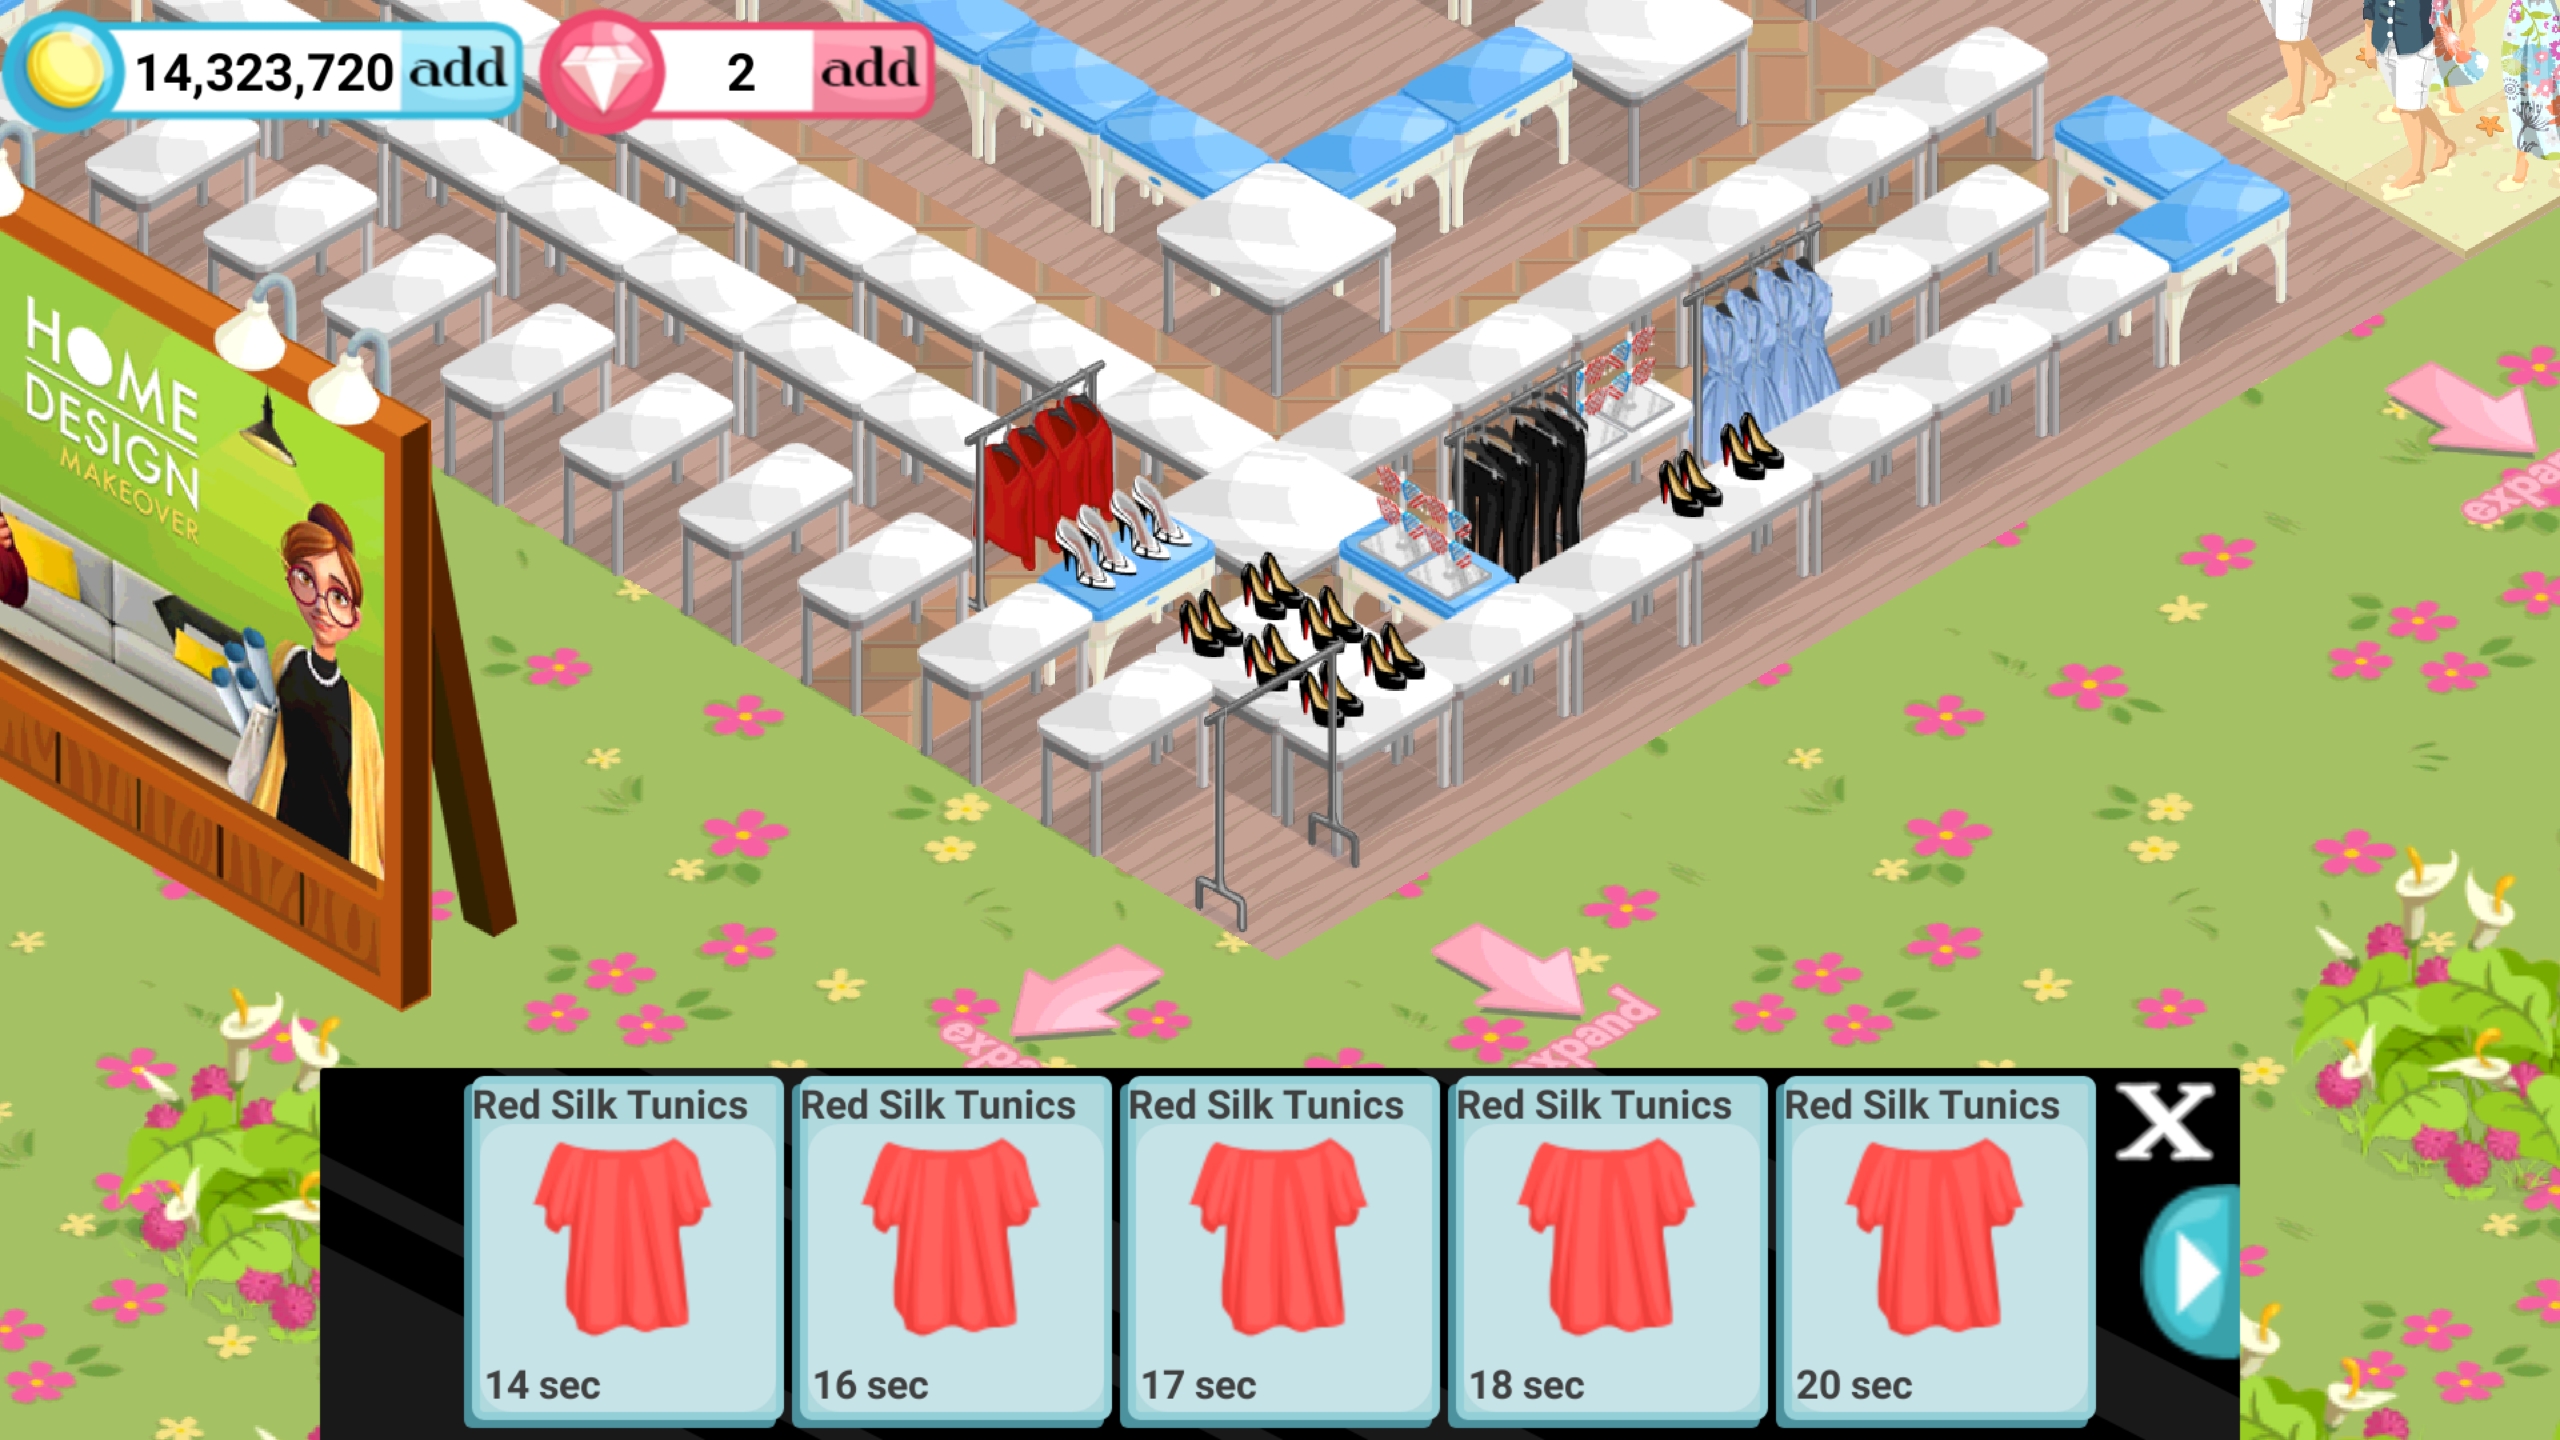 14,323,720 add
2 add
HOME
DESIGN
MAKEOVER
expand
Red Silk Tunics
14 sec
Red Silk Tunics
16 sec
Red Silk Tunics
17 sec
Red Silk Tunics
18 sec
Red Silk Tunics
20 sec
X